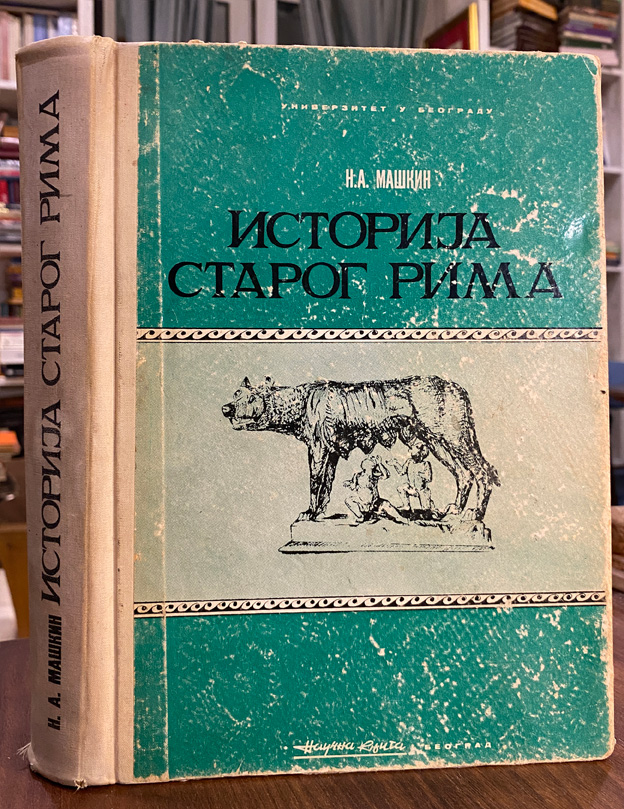 Н. А. МАШКИН ИСТОРИЈА СТАРОГ РИМА
УНИВЕРЗИТЕТ У БЕОГРАДУ
Н. А. МАШКИН
ИСТОРИЈА
СТАРОГ РИМА
Научна књига БЕОГРАД